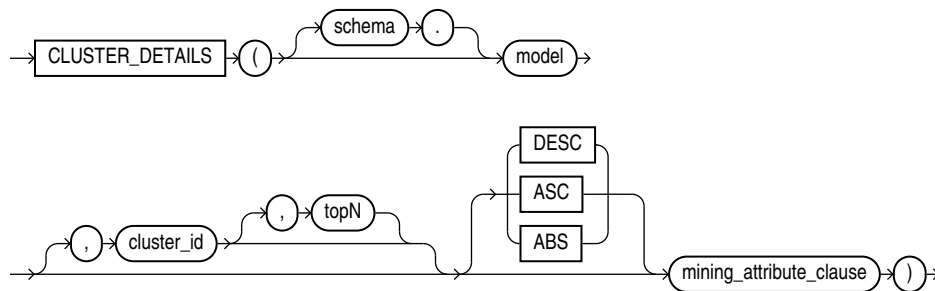 schema .
CLUSTER_DETAILS ( model
DESC
, topN ASC
, cluster_id ABS
mining_attribute_clause )